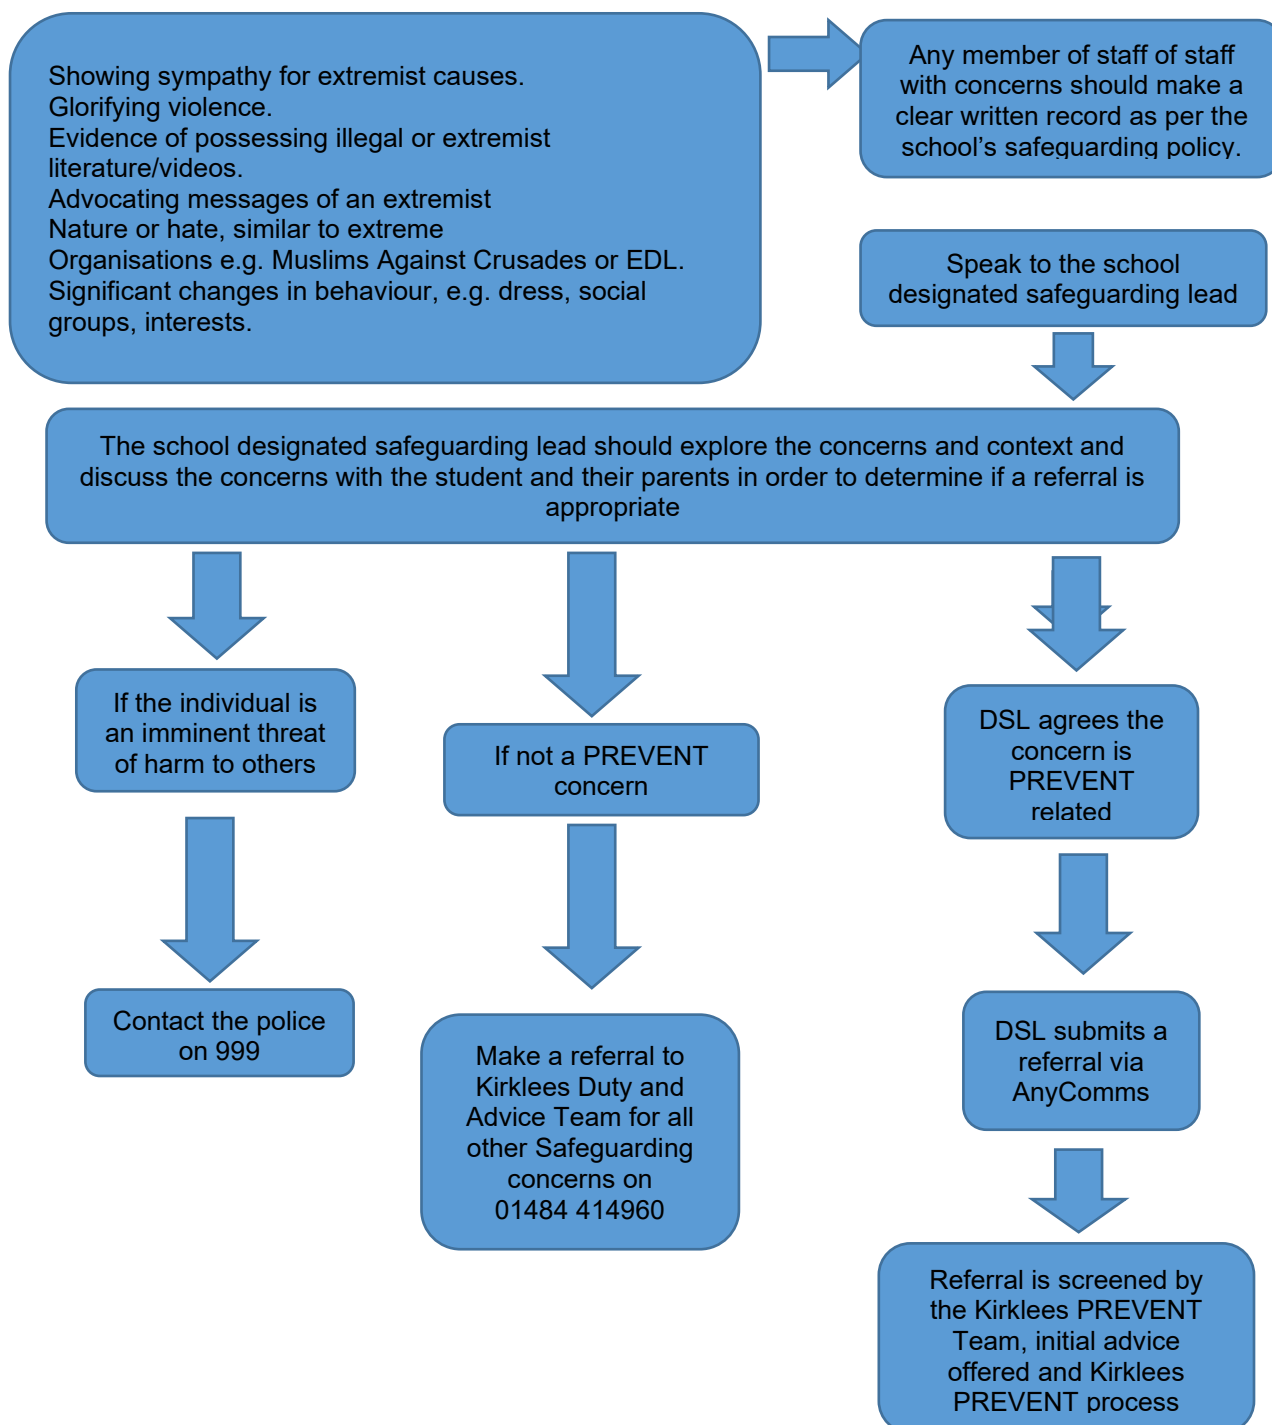 Showing sympathy for extremist causes.
Glorifying violence.
Evidence of possessing illegal or extremist
literature/videos.
Advocating messages of an extremist
Nature or hate, similar to extreme
Organisations e.g. Muslims Against Crusades or EDL.
Significant changes in behaviour, e.g. dress, social
groups, interests.
Any member of staff of staff
with concerns should make a
clear written record as per the
school’s safeguarding policy.
Speak to the school
designated safeguarding lead
The school designated safeguarding lead should explore the concerns and context and
discuss the concerns with the student and their parents in order to determine if a referral is
appropriate
If the individual is
an imminent threat
of harm to others
Contact the police
on 999
If not a PREVENT
concern
Make a referral to
Kirklees Duty and
Advice Team for all
other Safeguarding
concerns on
01484 414960
DSL agrees the
concern is
PREVENT
related
DSL submits a
referral via
AnyComms
Referral is screened by
the Kirklees PREVENT
Team, initial advice
offered and Kirklees
PREVENT process